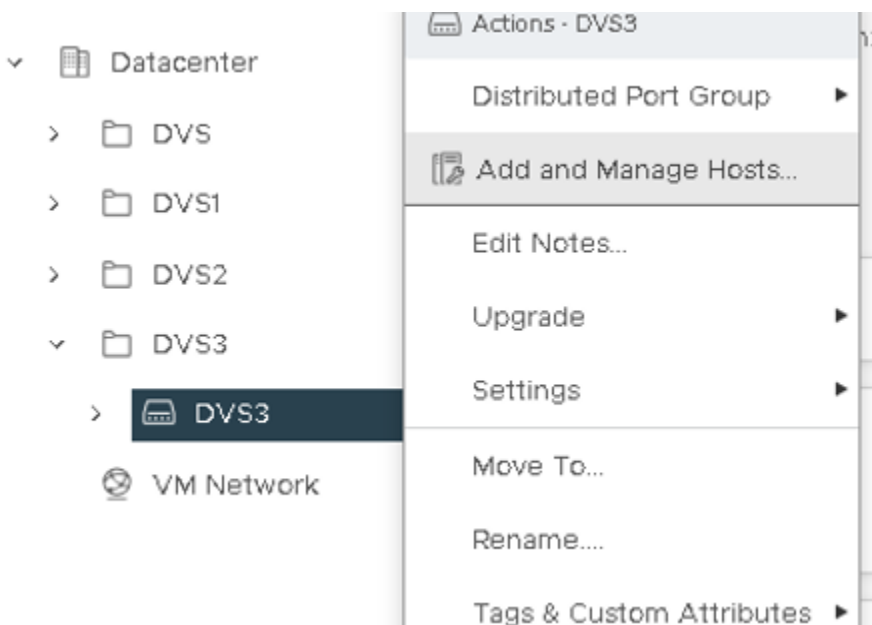 Datacenter
DVS
DVS1
DVS2
DVS3
DVS3
VM Network
Actions - DVS3
Distributed Port Group
Add and Manage Hosts...
Edit Notes...
Upgrade
Settings
Move To...
Rename....
Tags & Custom Attributes